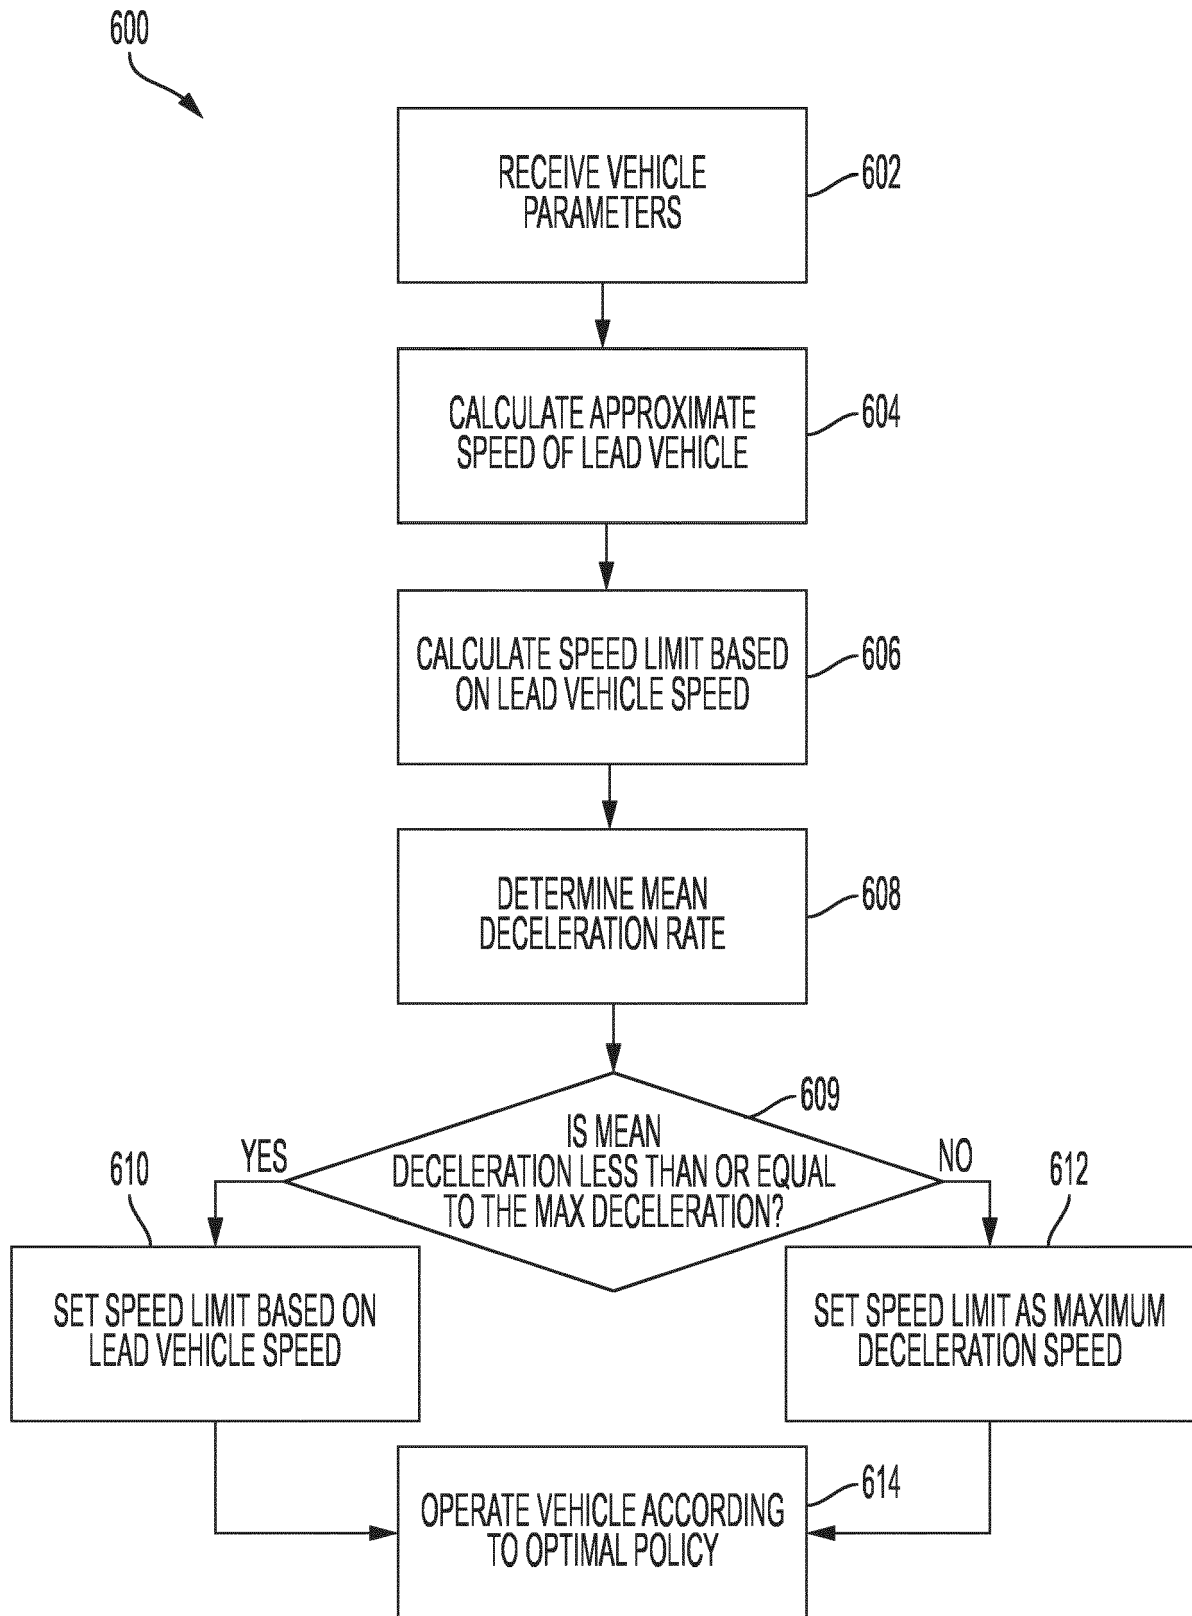 600
RECEIVE VEHICLE
PARAMETERS
602
CALCULATE APPROXIMATE
SPEED OF LEAD VEHICLE
604
CALCULATE SPEED LIMIT BASED
ON LEAD VEHICLE SPEED
606
DETERMINE MEAN
DECELERATION RATE
608
609
IS MEAN
DECELERATION LESS THAN OR EQUAL
TO THE MAX DECELERATION?
YES
NO
610
SET SPEED LIMIT BASED ON
LEAD VEHICLE SPEED
612
SET SPEED LIMIT AS MAXIMUM
DECELERATION SPEED
OPERATE VEHICLE ACCORDING
TO OPTIMAL POLICY
614